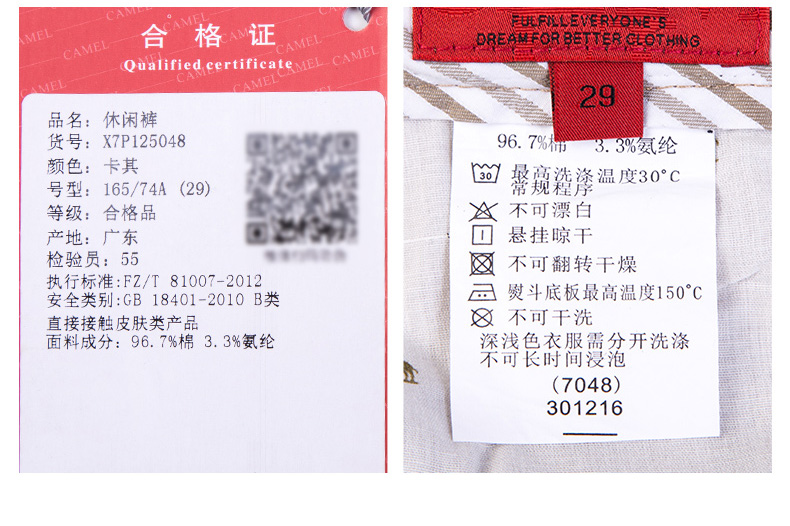 CAMEL CAMEL CAMEL CAMEL
合格证
Qualified certificate
品名：休闲裤
货号：X7P125048
颜色：卡其
号型：165/74A (29)
等级：合格品
产地：广东
检验员：55
执行标准:FZ/T 81007-2012
安全类别:GB 18401-2010 B类
直接接触皮肤类产品
面料成分：96.7%棉 3.3%氨纶
FULFILLEVERYONE'S
DREAM FOR BETTER CLOTHING
29
96.7%棉 3.3%氨纶
30
最高洗涤温度30°C
常规程序
不可漂白
悬挂晾干
不可翻转干燥
熨斗底板最高温度150°C
不可干洗
深浅色衣服需分开洗涤
不可长时间浸泡
(7048)
301216